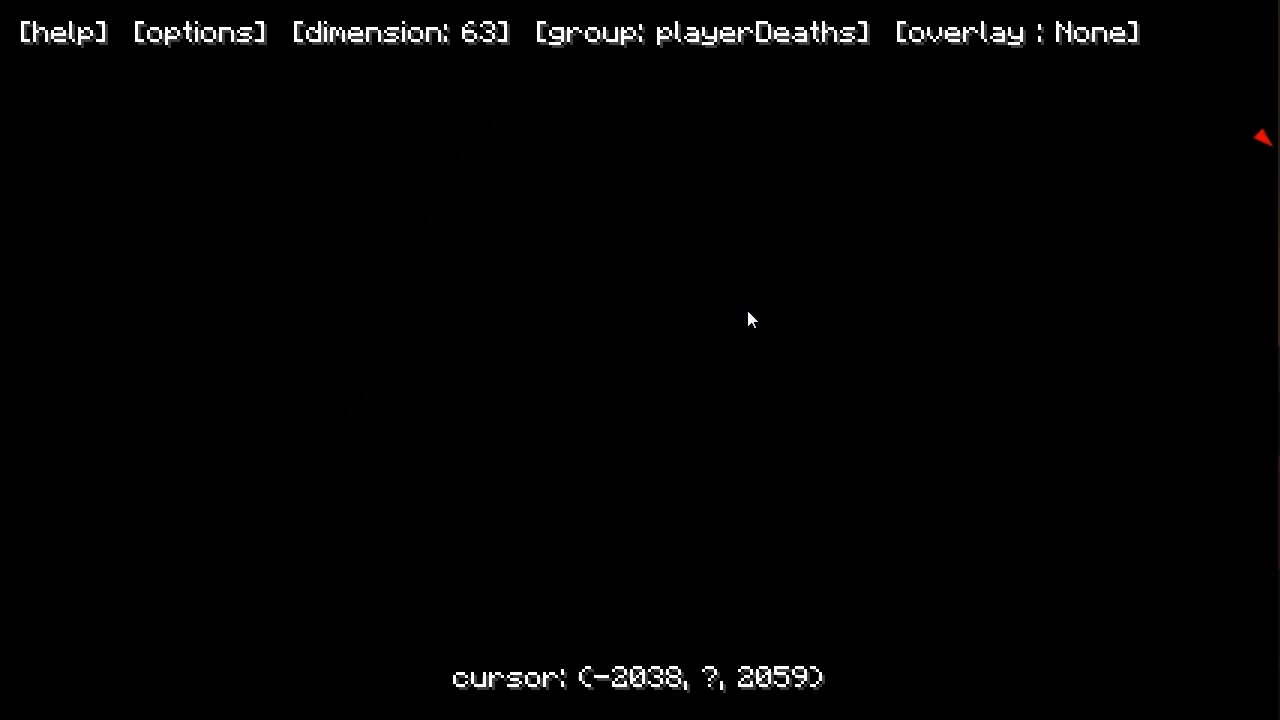 [help] [options] [dimension: 63] [group: playerDeaths] [overlay : None]
cursor: (-2038, ?, 2059)